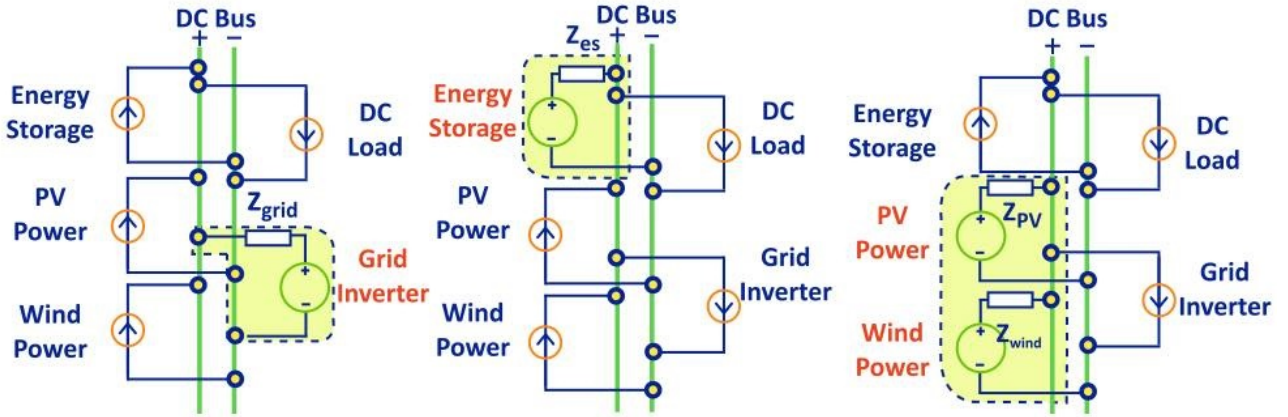 DC Bus
+ −
Energy
Storage
DC
Load
PV
Power
Zgrid
+
−
Grid
Inverter
Wind
Power
DC Bus
Zes
+ −
Energy
Storage
+
−
DC
Load
PV
Power
Grid
Inverter
Wind
Power
DC Bus
+ −
Energy
Storage
DC
Load
PV
Power
+
−
ZPV
Grid
Inverter
Wind
Power
+
−
Zwind